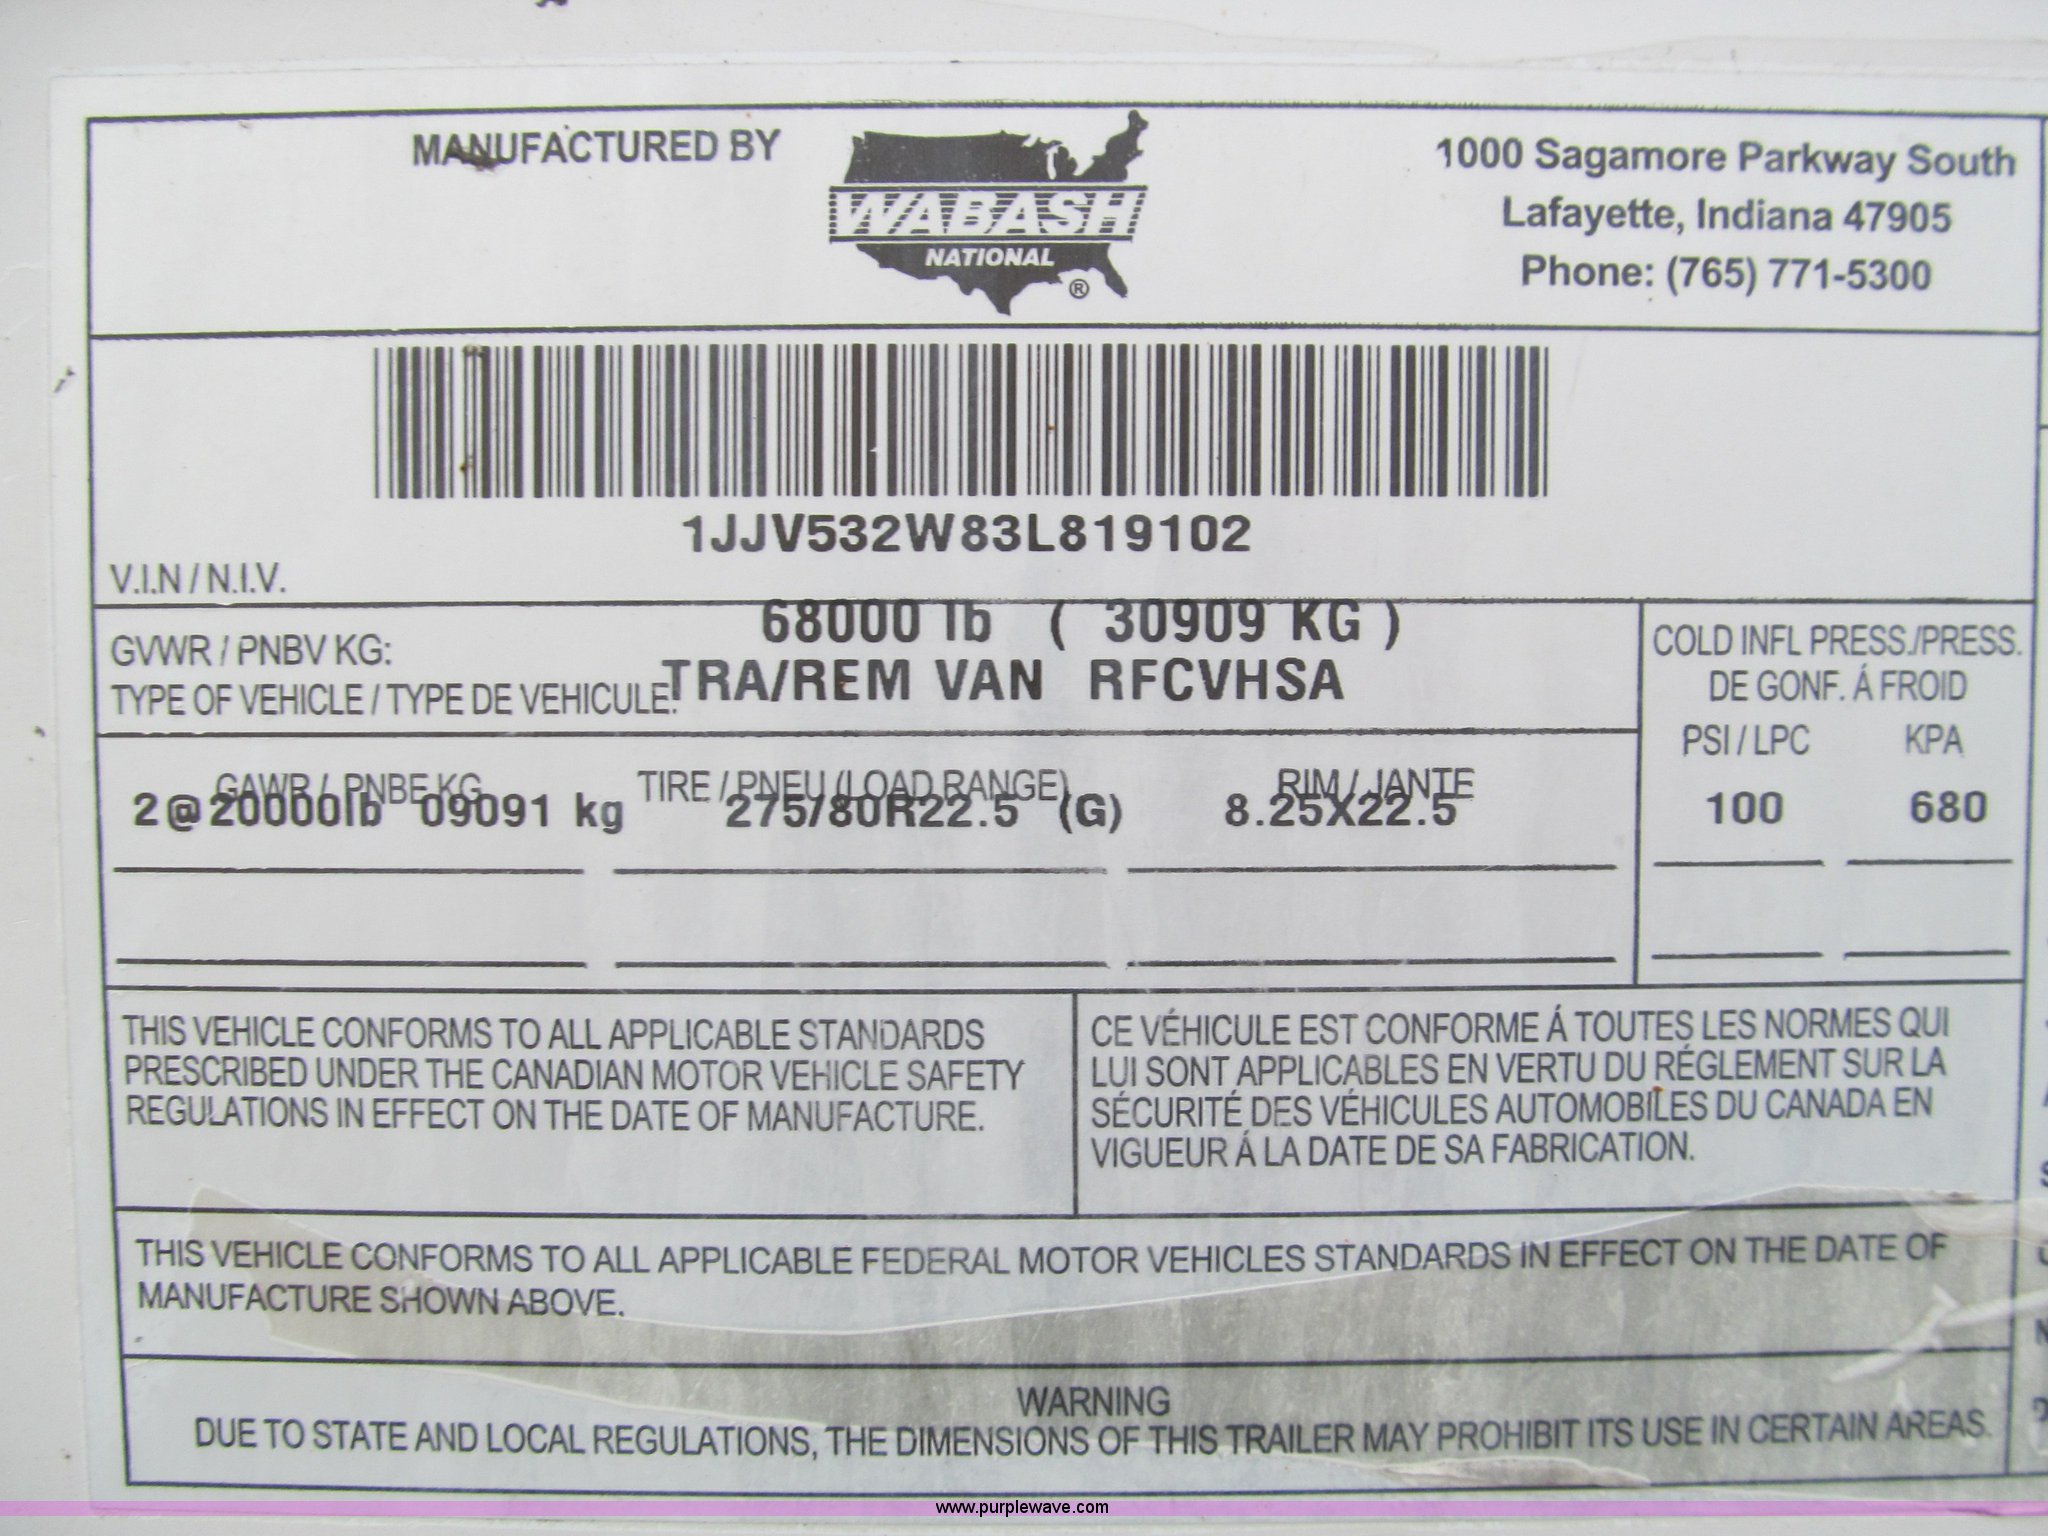 MANUFACTURED BY
WABASH
NATIONAL
®
1000 Sagamore Parkway South
Lafayette, Indiana 47905
Phone: (765) 771-5300
1JJV532W83L819102
V.I.N / N.I.V.
68000 lb ( 30909 KG )
GVWR / PNBV KG:
TYPE OF VEHICLE / TYPE DE VEHICULE: TRA/REM VAN RFCVHSA
COLD INFL PRESS./PRESS.
DE GONF. Á FROID
PSI / LPC KPA
GAWR / PNBE KG TIRE / PNEU (LOAD RANGE) RIM / JANTE
2@20000lb 09091 kg 275/80R22.5 (G) 8.25X22.5 100 680
THIS VEHICLE CONFORMS TO ALL APPLICABLE STANDARDS
PRESCRIBED UNDER THE CANADIAN MOTOR VEHICLE SAFETY
REGULATIONS IN EFFECT ON THE DATE OF MANUFACTURE.
CE VÉHICULE EST CONFORME Á TOUTES LES NORMES QUI
LUI SONT APPLICABLES EN VERTU DU RÉGLEMENT SUR LA
SÉCURITÉ DES VÉHICULES AUTOMOBILES DU CANADA EN
VIGUEUR Á LA DATE DE SA FABRICATION.
THIS VEHICLE CONFORMS TO ALL APPLICABLE FEDERAL MOTOR VEHICLES STANDARDS IN EFFECT ON THE DATE OF
MANUFACTURE SHOWN ABOVE.
WARNING
DUE TO STATE AND LOCAL REGULATIONS, THE DIMENSIONS OF THIS TRAILER MAY PROHIBIT ITS USE IN CERTAIN AREAS.
www.purplewave.com